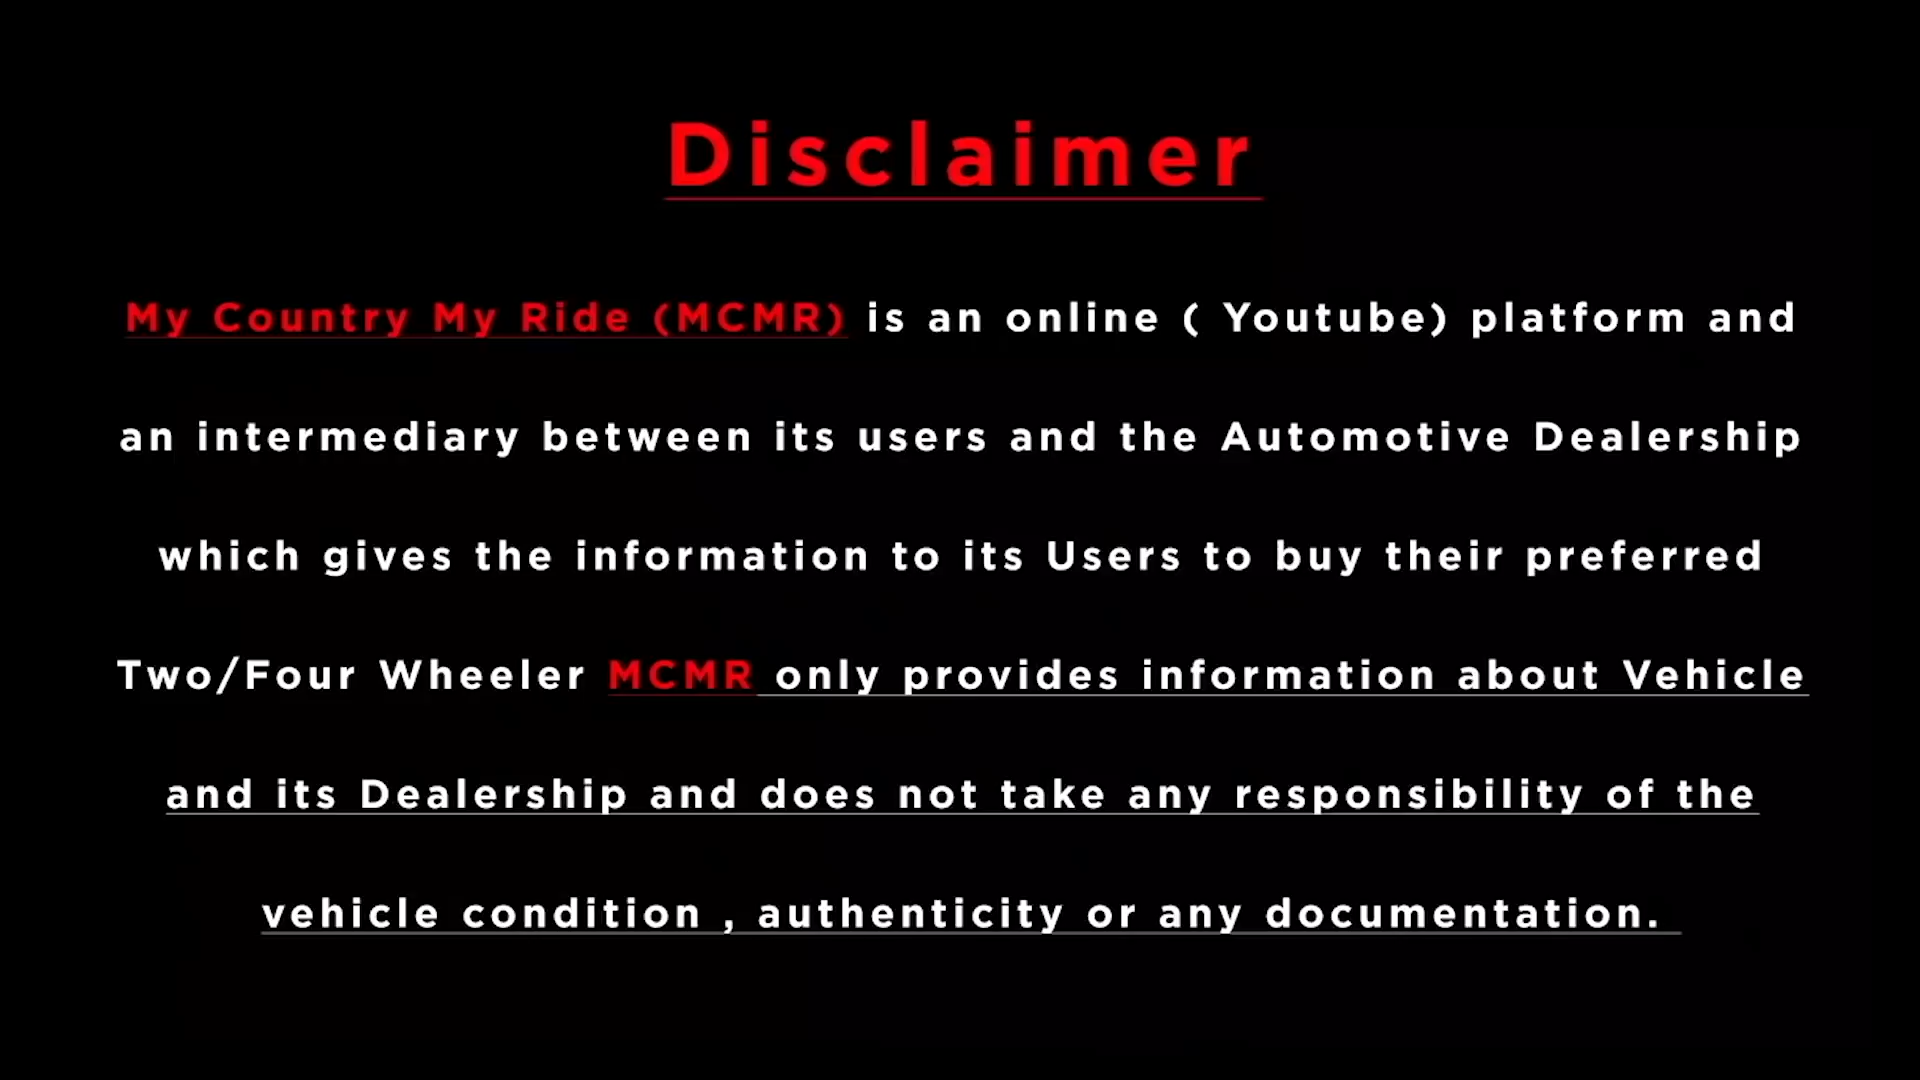 Disclaimer
My Country My Ride (MCMR) is an online ( Youtube) platform and
an intermediary between its users and the Automotive Dealership
which gives the information to its Users to buy their preferred
Two/Four Wheeler MCMR only provides information about Vehicle
and its Dealership and does not take any responsibility of the
vehicle condition , authenticity or any documentation.